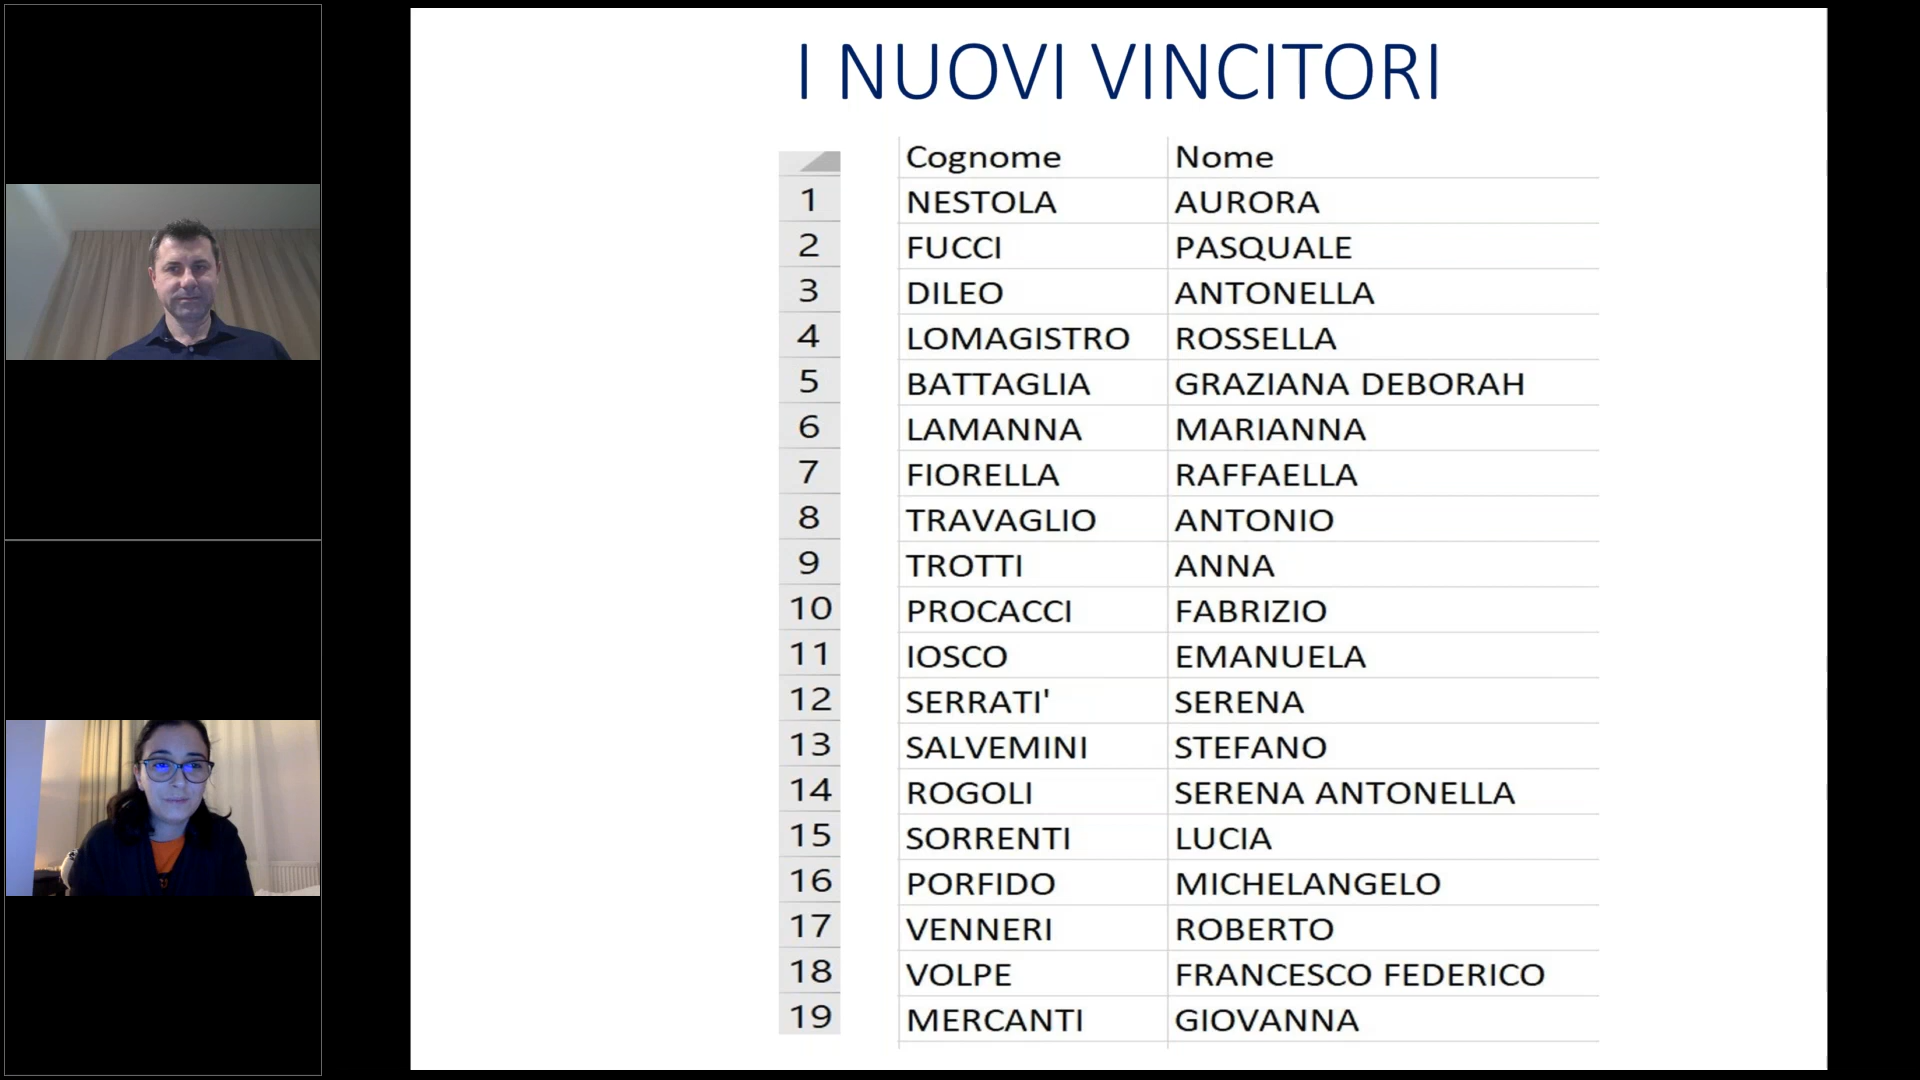 I NUOVI VINCITORI
Cognome Nome
1 NESTOLA AURORA
2 FUCCI PASQUALE
3 DILEO ANTONELLA
4 LOMAGISTRO ROSSELLA
5 BATTAGLIA GRAZIANA DEBORAH
6 LAMANNA MARIANNA
7 FIORELLA RAFFAELLA
8 TRAVAGLIO ANTONIO
9 TROTTI ANNA
10 PROCACCI FABRIZIO
11 IOSCO EMANUELA
12 SERRATI' SERENA
13 SALVEMINI STEFANO
14 ROGOLI SERENA ANTONELLA
15 SORRENTI LUCIA
16 PORFIDO MICHELANGELO
17 VENNERI ROBERTO
18 VOLPE FRANCESCO FEDERICO
19 MERCANTI GIOVANNA